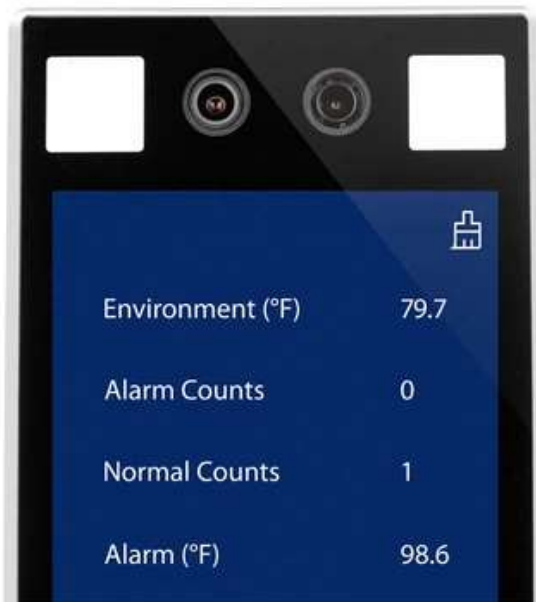 Environment (°F) 79.7
Alarm Counts 0
Normal Counts 1
Alarm (°F) 98.6